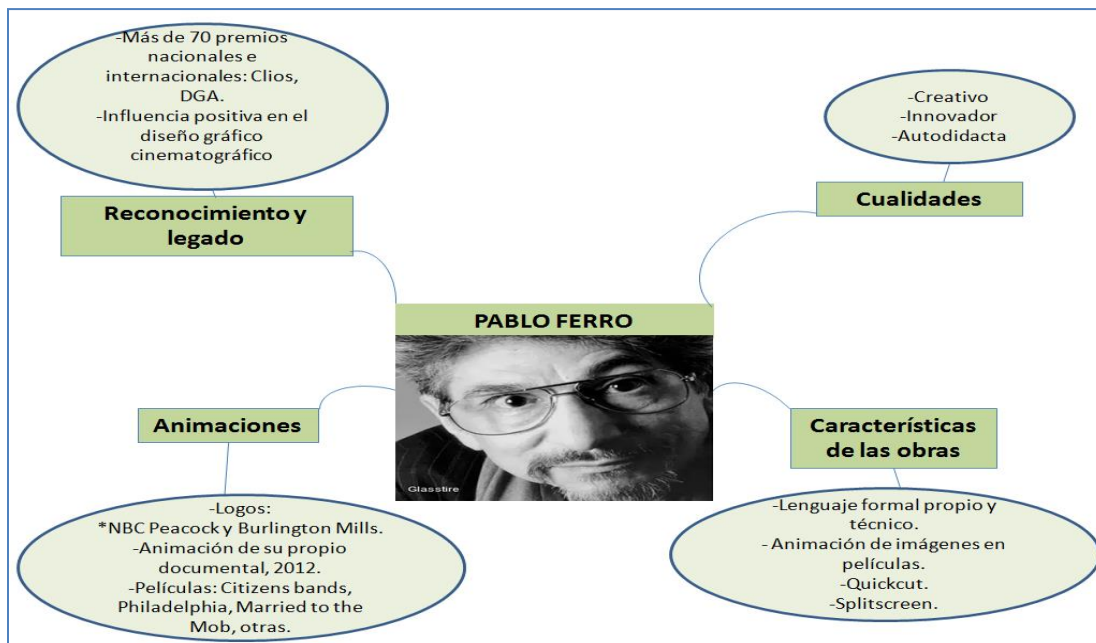 -Más de 70 premios
nacionales e
internacionales: Clios,
DGA.
-Influencia positiva en el
diseño gráfico
cinematográfico
Reconocimiento y
legado
-Creativo
-Innovador
-Autodidacta
Cualidades
PABLO FERRO
Glasstire
Animaciones
-Logos:
*NBC Peacock y Burlington Mills.
-Animación de su propio
documental, 2012.
-Películas: Citizens bands,
Philadelphia, Married to the
Mob, otras.
Características
de las obras
-Lenguaje formal propio y
técnico.
- Animación de imágenes en
películas.
-Quickcut.
-Splitscreen.